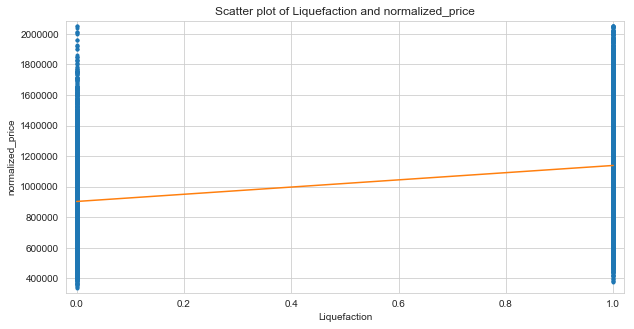 Scatter plot of Liquefaction and normalized_price
2000000
1800000
1600000
1400000
1200000
1000000
800000
600000
400000
normalized_price
0.0 0.2 0.4 0.6 0.8 1.0
Liquefaction